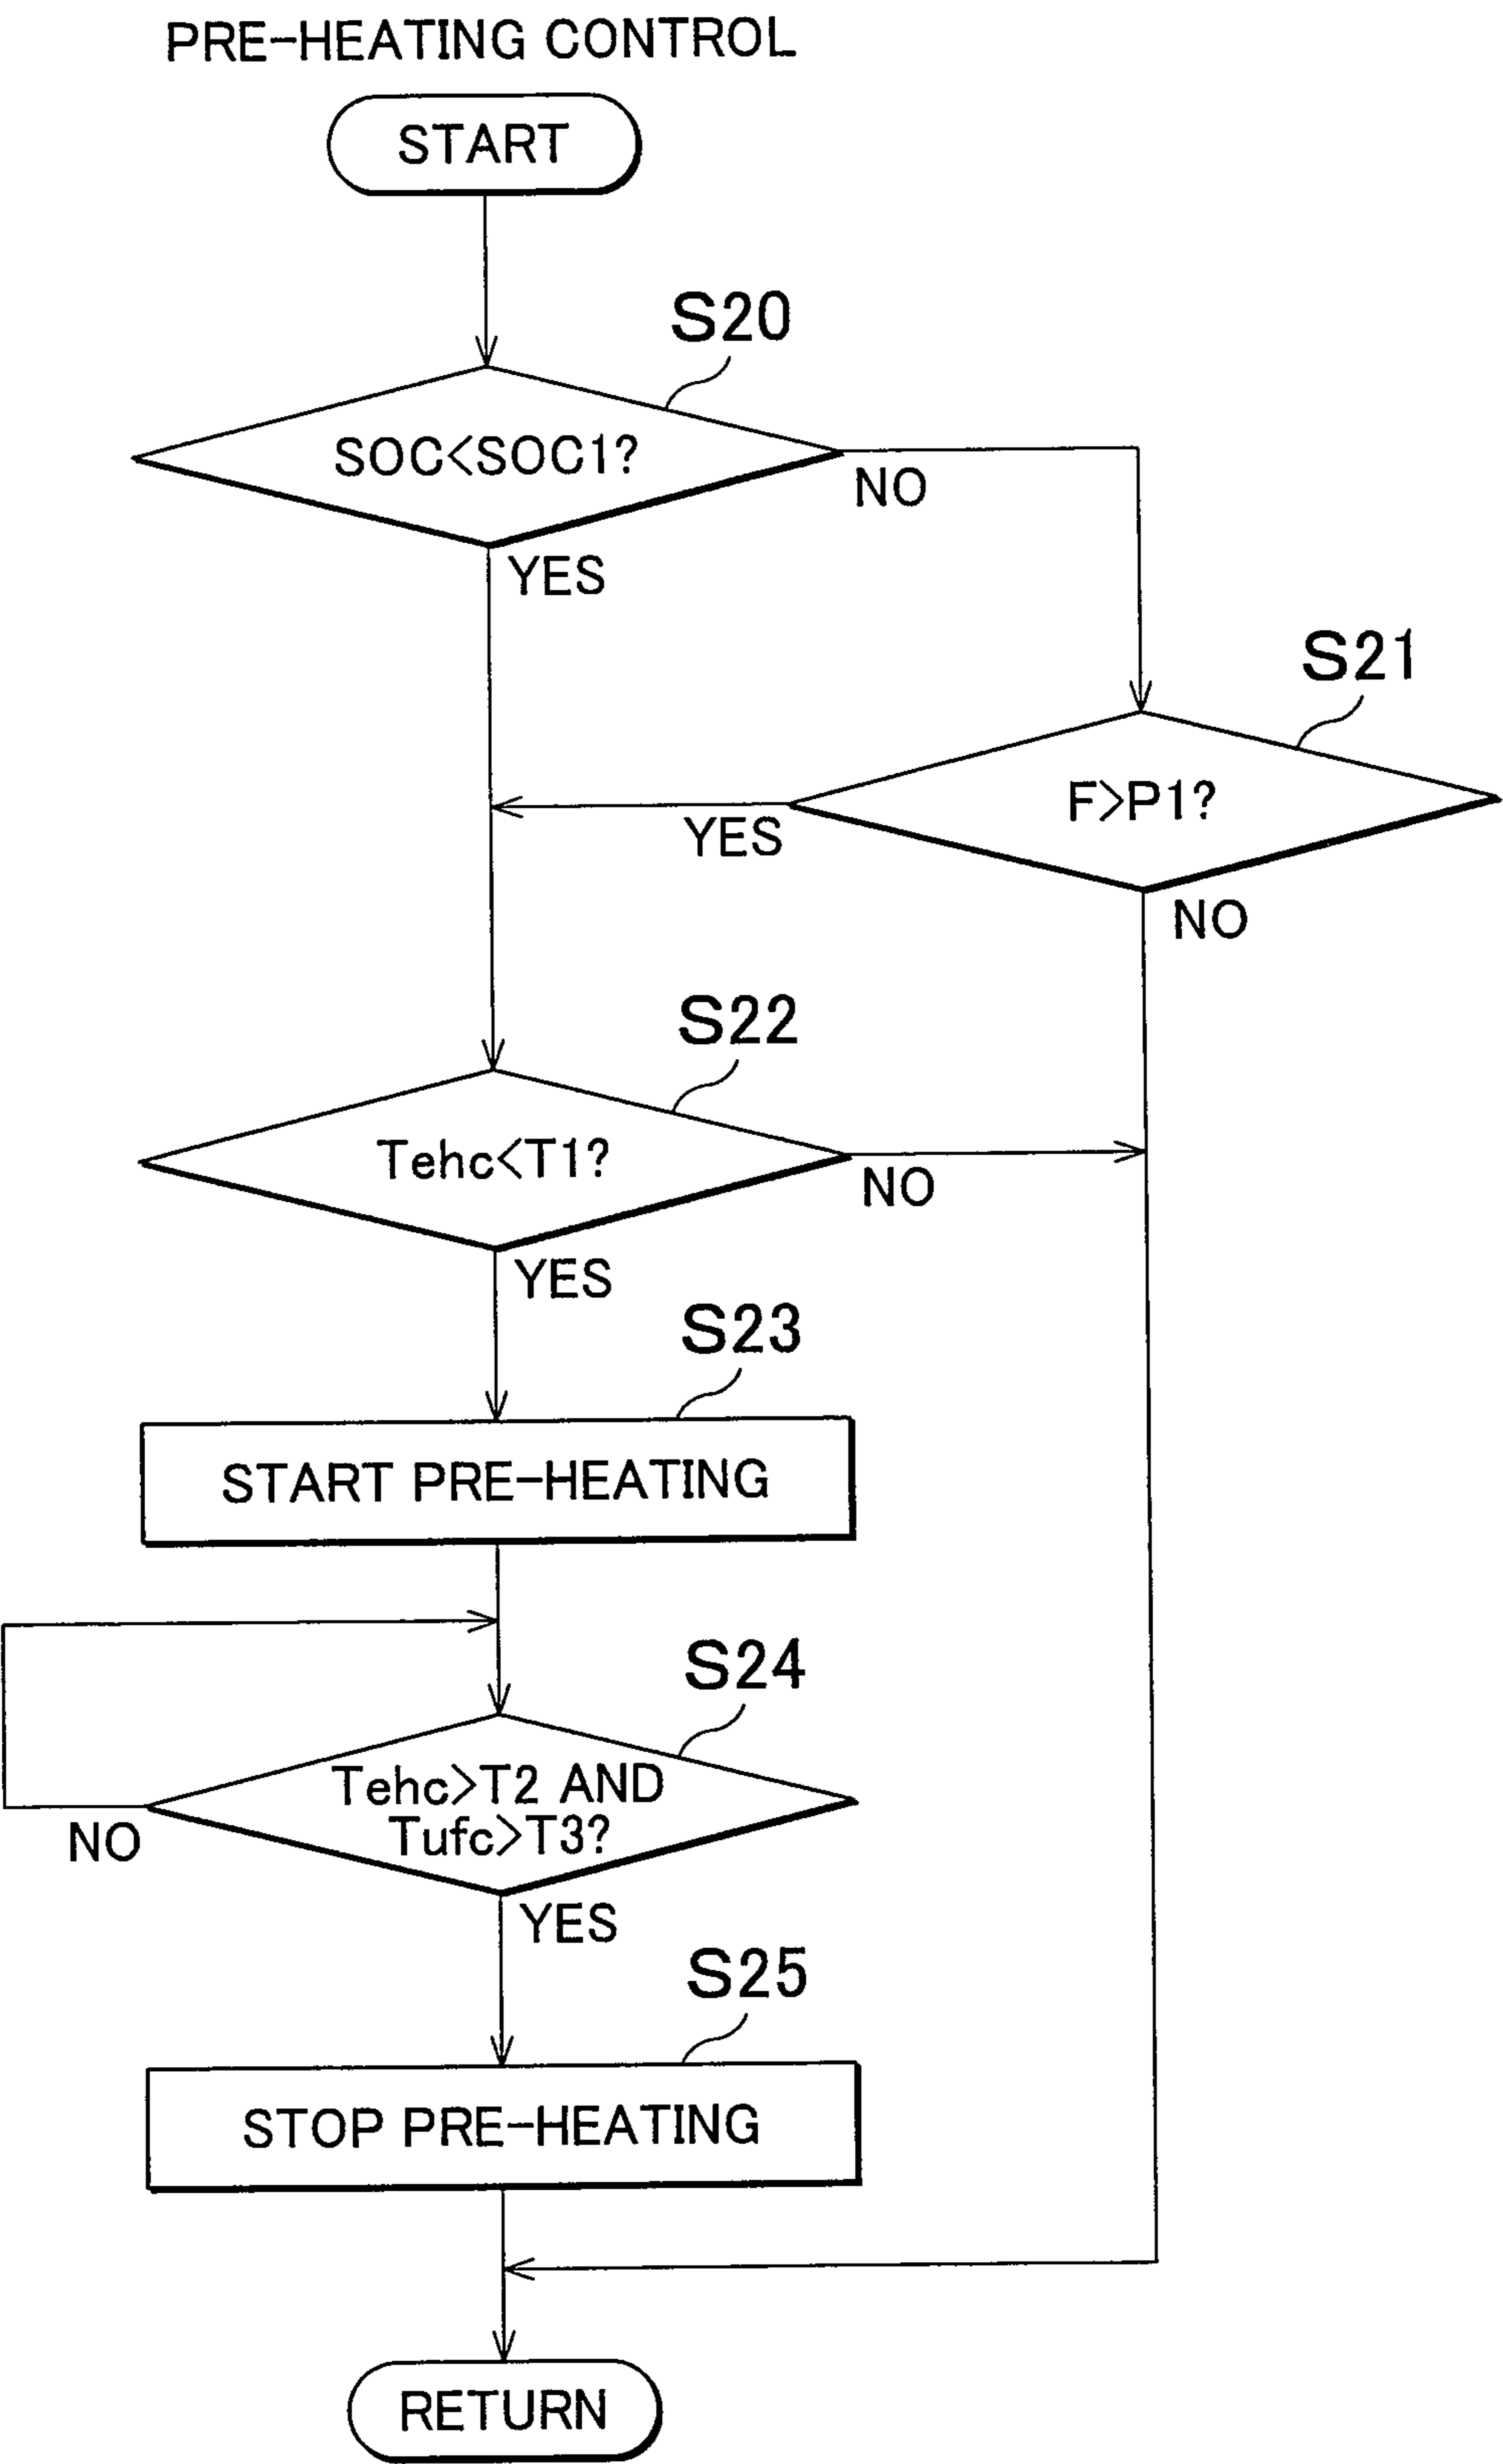 PRE-HEATING CONTROL
START
S20
SOC<SOC1?
NO
YES
S21
F>P1?
YES
NO
S22
Tehc<T1?
NO
YES
S23
START PRE-HEATING
S24
Tehc>T2 AND
Tufc>T3?
NO
YES
S25
STOP PRE-HEATING
RETURN